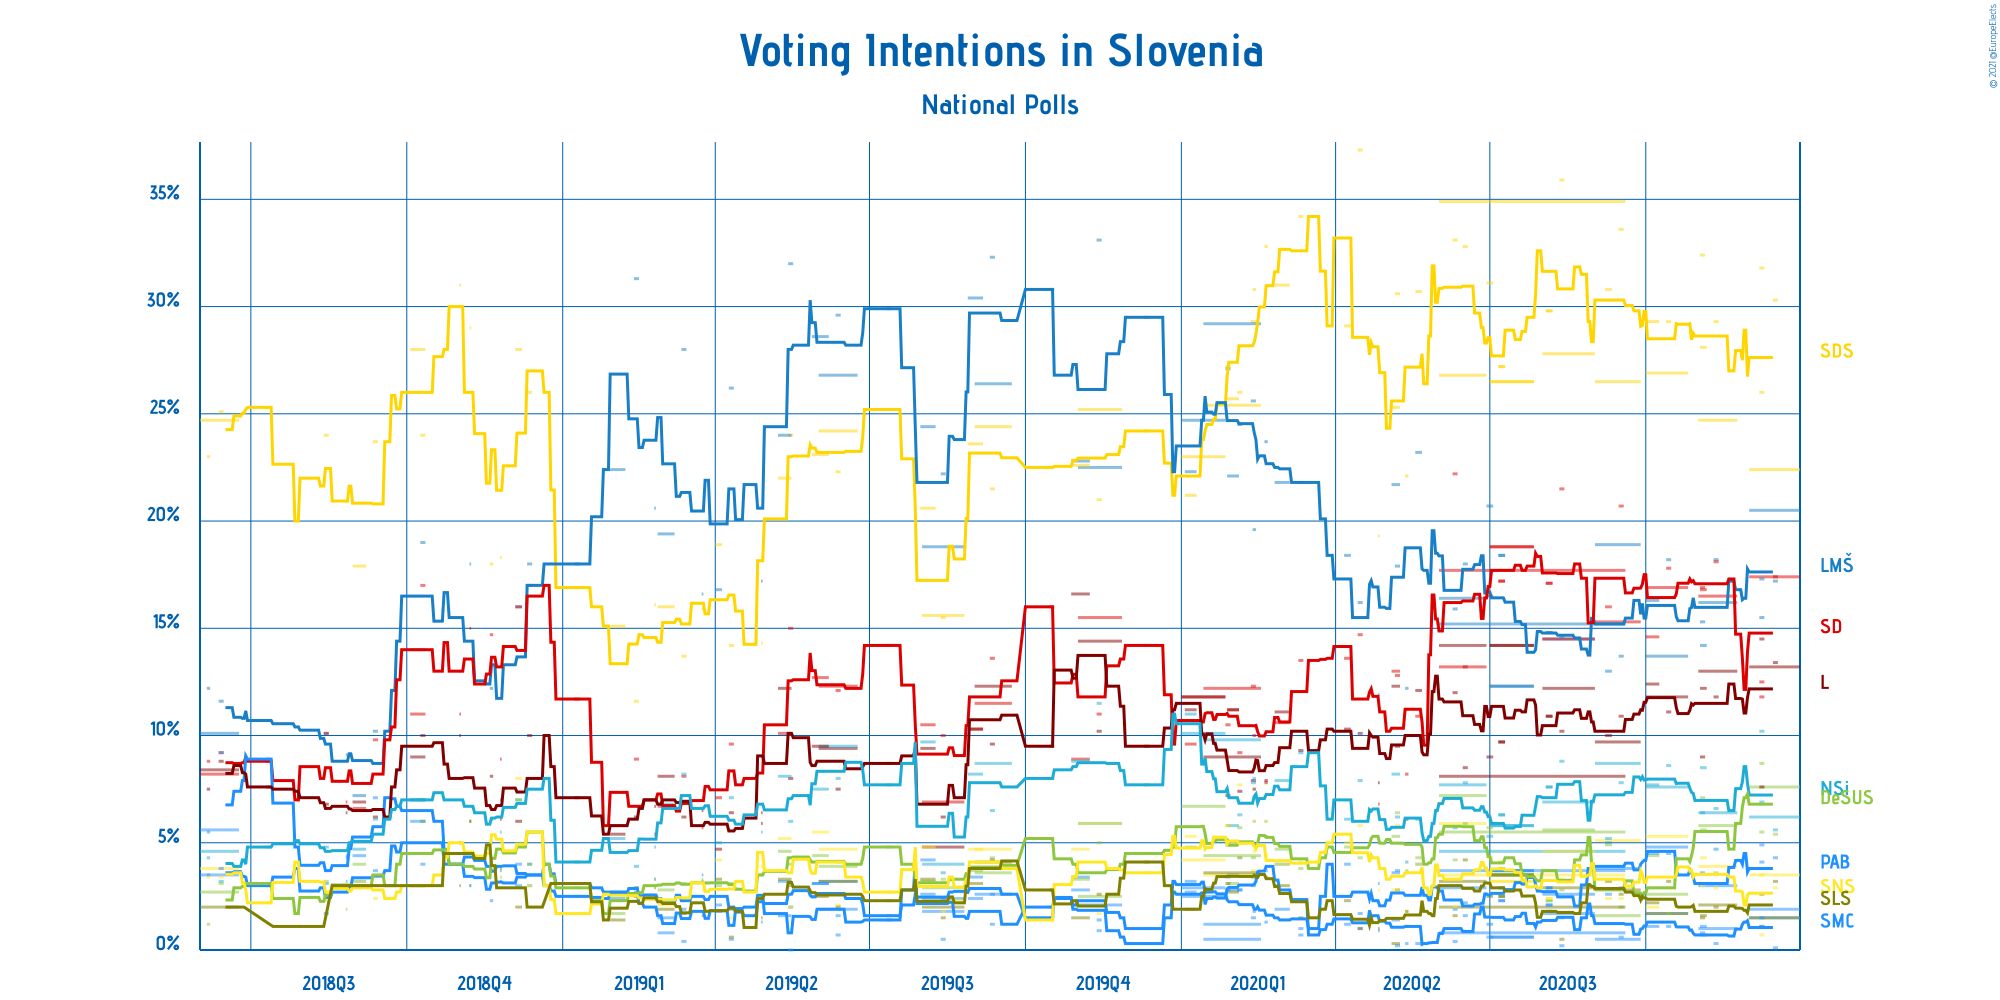 © 2021 @EuropeElects
Voting Intentions in Slovenia
National Polls
35%
30%
25%
20%
15%
10%
5%
0%
SDS
LMŠ
SD
L
NSi
DeSUS
PAB
SNS
SLS
SMC
2018Q3
2018Q4
2019Q1
2019Q2
2019Q3
2019Q4
2020Q1
2020Q2
2020Q3